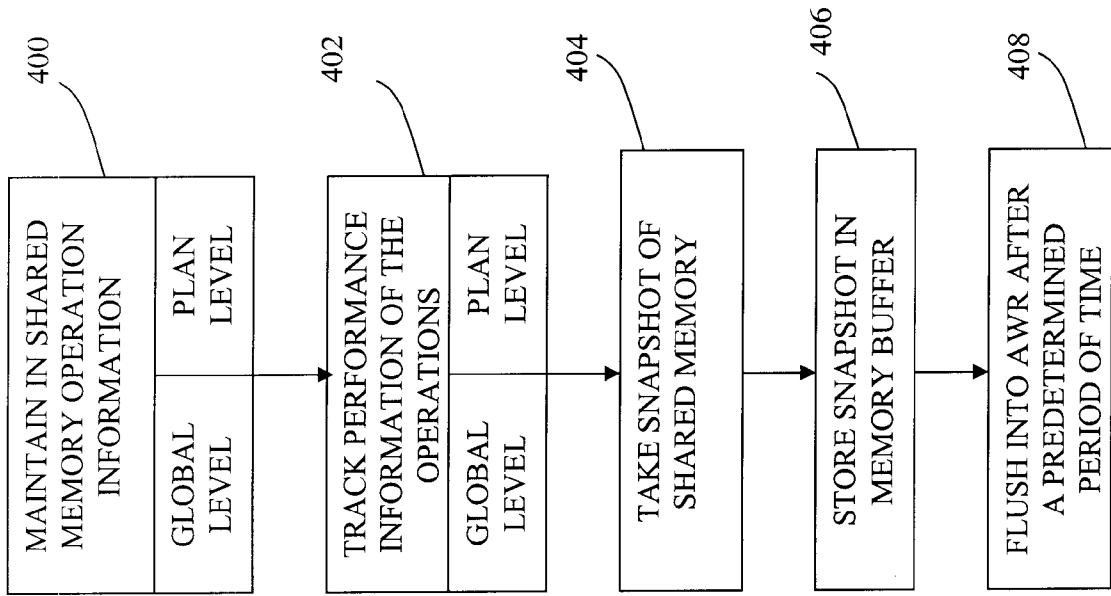 MAINTAIN IN SHARED
MEMORY OPERATION
INFORMATION
GLOBAL
LEVEL
PLAN
LEVEL
400
TRACK PERFORMANCE
INFORMATION OF THE
OPERATIONS
GLOBAL
LEVEL
PLAN
LEVEL
402
TAKE SNAPSHOT OF
SHARED MEMORY
404
STORE SNAPSHOT IN
MEMORY BUFFER
406
FLUSH INTO AWR AFTER
A PREDETERMINED
PERIOD OF TIME
408